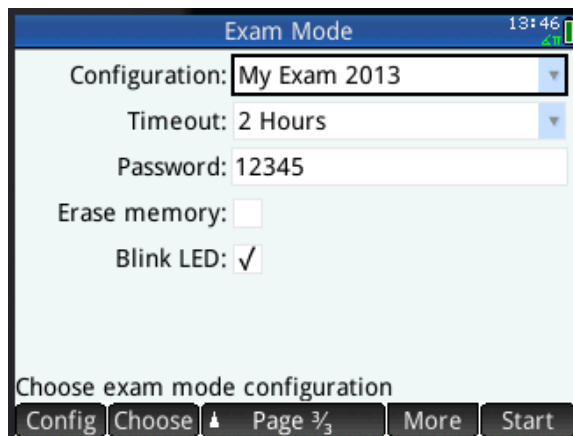 Exam Mode 13:46
∡π
Configuration: My Exam 2013
Timeout: 2 Hours
Password: 12345
Erase memory:
Blink LED: √
Choose exam mode configuration
Config Choose Page 3/3 More Start